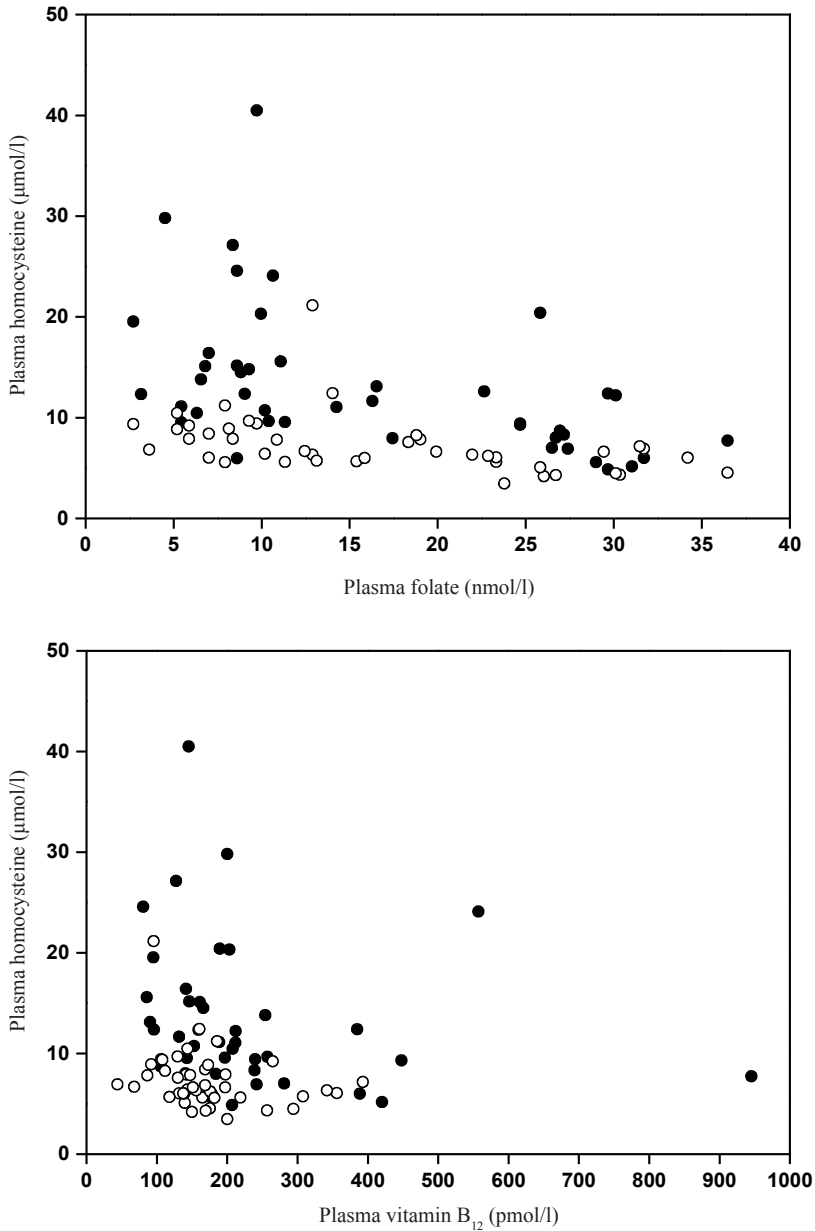 50
40
30
20
10
0
Plasma homocysteine (μmol/l)
0 5 10 15 20 25 30 35 40
Plasma folate (nmol/l)
50
40
30
20
10
0
Plasma homocysteine (μmol/l)
0 100 200 300 400 500 600 700 800 900 1000
Plasma vitamin B₁₂ (pmol/l)